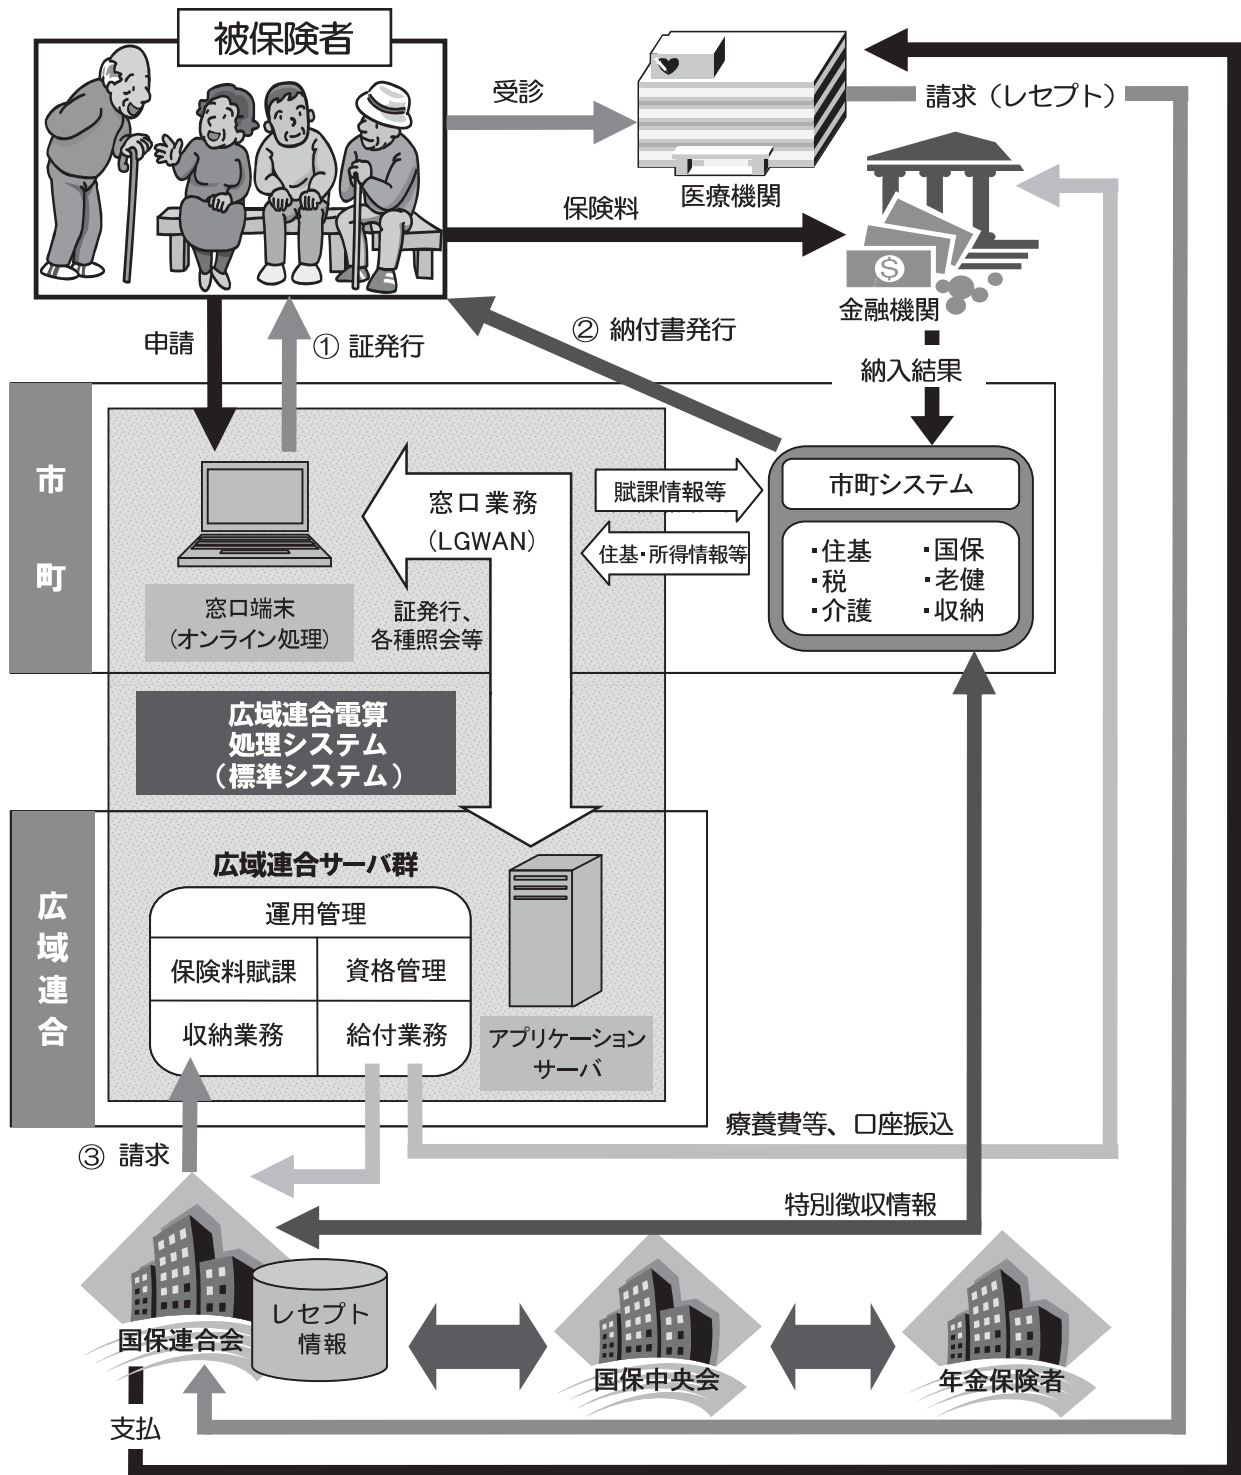 被保険者
受診
請求（レセプト）
医療機関
保険料
金融機関
申請
① 証発行
② 納付書発行
納入結果
市町
窓口業務
(LGWAN)
賦課情報等
住基・所得情報等
市町システム
・住基
・国保
・税
・老健
・介護
・収納
窓口端末
(オンライン処理)
証発行、
各種照会等
広域連合電算
処理システム
（標準システム）
広域連合
広域連合サーバ群
運用管理
保険料賦課
資格管理
収納業務
給付業務
アプリケーション
サーバ
療養費等、口座振込
③ 請求
特別徴収情報
レセプト
情報
国保連合会
国保中央会
年金保険者
支払